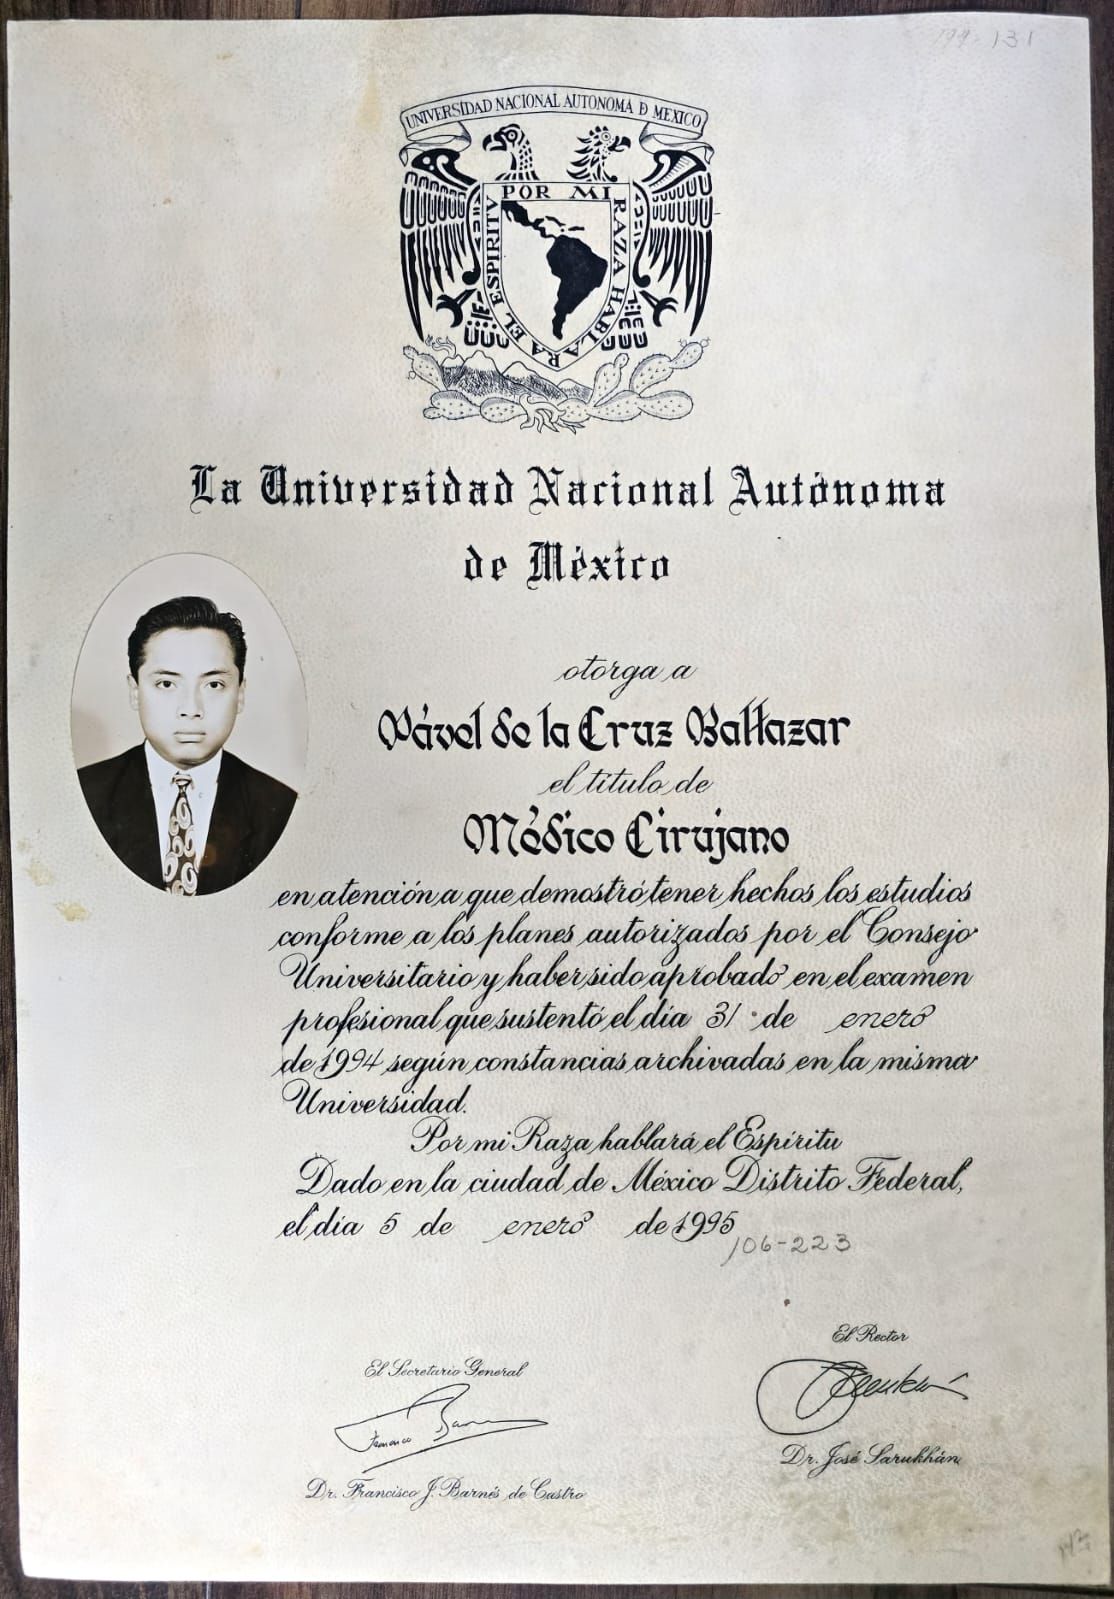 199-131
UNIVERSIDAD NACIONAL AUTONOMA D MEXICO
POR MI RAZA HABLARA EL ESPIRITU
La Universidad Nacional Autónoma
de México
otorga a
Pável de la Cruz Baltazar
el título de
Médico Cirujano
en atención a que demostró tener hechos los estudios
conforme a los planes autorizados por el Consejo
Universitario y haber sido aprobado en el examen
profesional que sustentó el día 31 de enero
de 1994 según constancias archivadas en la misma
Universidad.
Por mi Raza hablará el Espíritu
Dado en la ciudad de México Distrito Federal,
el día 5 de enero de 1995
106-223
El Rector
El Secretario General
Dr. José Sarukhán
Dr. Francisco J. Barnés de Castro